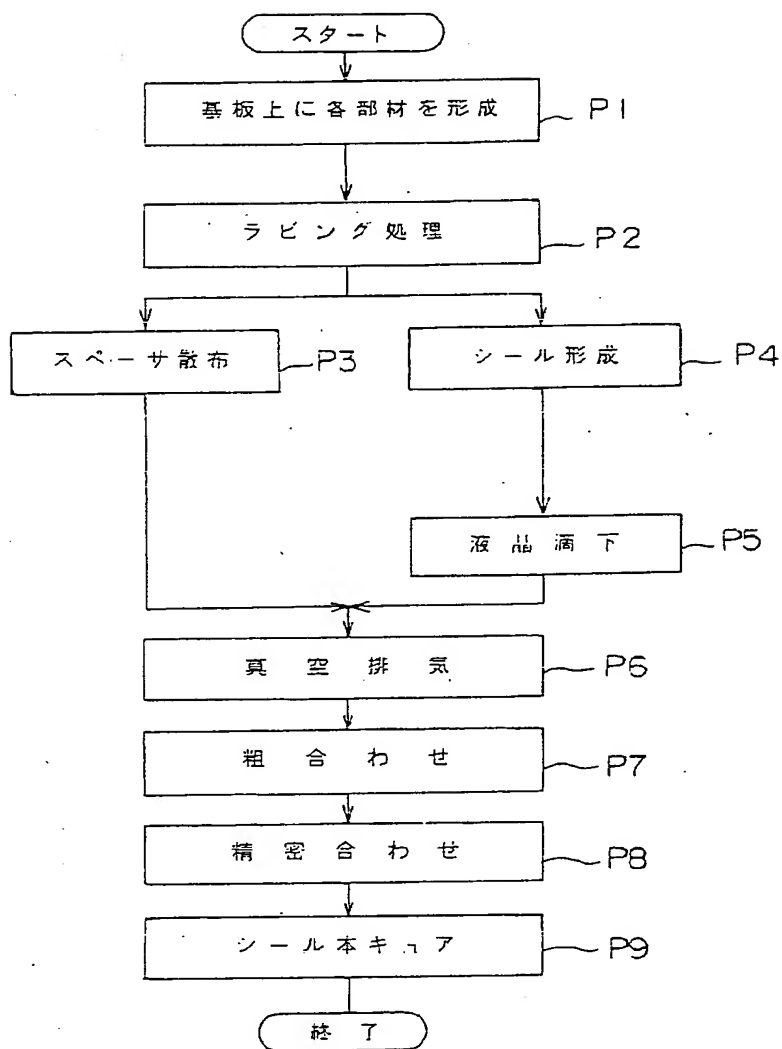 スタート
基板上に各部材を形成 P1
ラビング処理 P2
スペーサ散布 P3
シール形成 P4
液晶滴下 P5
真空排気 P6
粗合わせ P7
精密合わせ P8
シール本キュア P9
終了